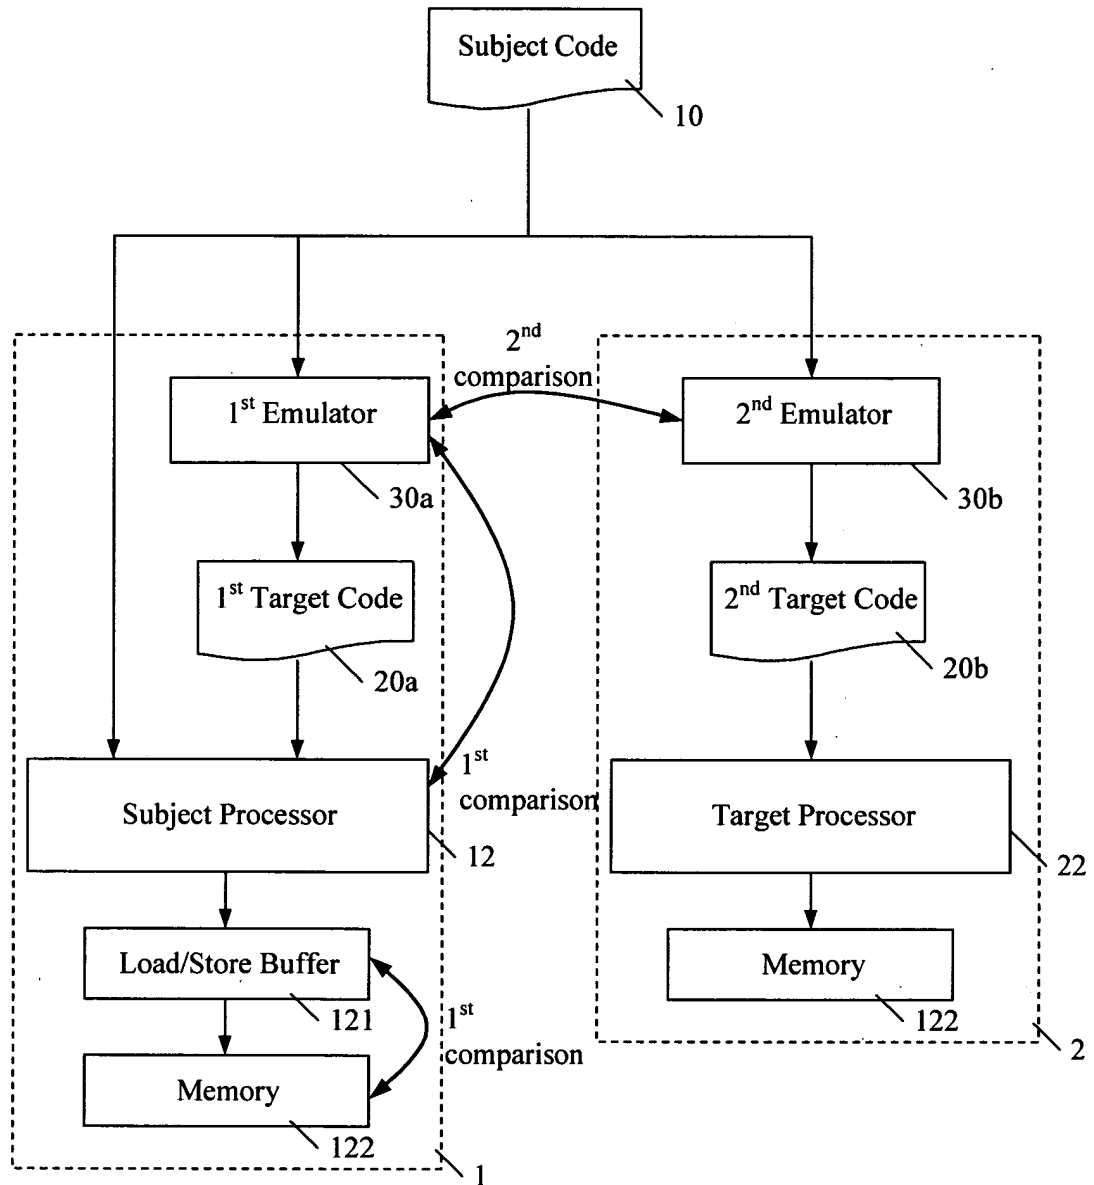 Subject Code
10
2nd
comparison
1st Emulator
30a
2nd Emulator
30b
1st Target Code
20a
2nd Target Code
20b
1st
comparison
Subject Processor
12
Target Processor
22
Load/Store Buffer
121
Memory
122
1st
comparison
2
Memory
122
1